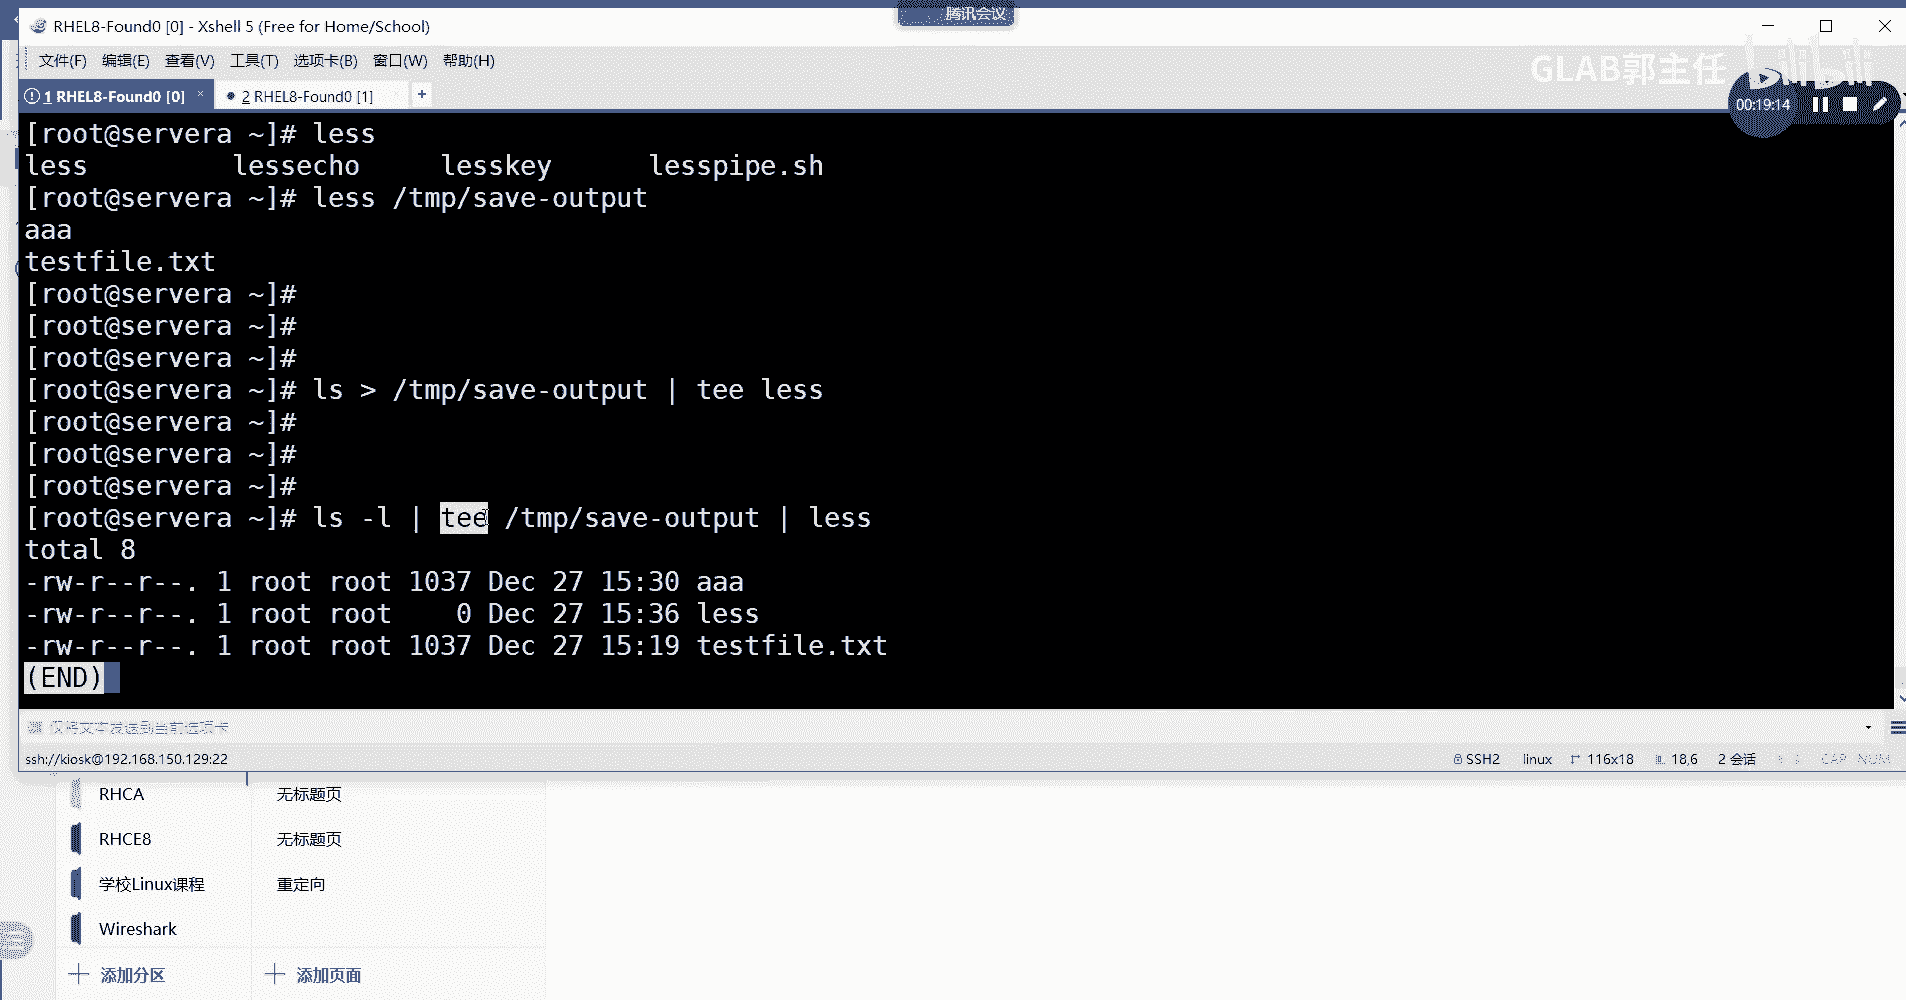 腾讯会议
RHEL8-Found0 [0] - Xshell 5 (Free for Home/School)
文件(F) 编辑(E) 查看(V) 工具(T) 选项卡(B) 窗口(W) 帮助(H)
GLAB郭主任 bilibili
1 RHEL8-Found0 [0] × 2 RHEL8-Found0 [1] +
00:19:14
[root@servera ~]# less
less lessecho lesskey lesspipe.sh
[root@servera ~]# less /tmp/save-output
aaa
testfile.txt
[root@servera ~]#
[root@servera ~]#
[root@servera ~]#
[root@servera ~]# ls > /tmp/save-output | tee less
[root@servera ~]#
[root@servera ~]#
[root@servera ~]#
[root@servera ~]# ls -l | tee /tmp/save-output | less
total 8
-rw-r--r--. 1 root root 1037 Dec 27 15:30 aaa
-rw-r--r--. 1 root root    0 Dec 27 15:36 less
-rw-r--r--. 1 root root 1037 Dec 27 15:19 testfile.txt
(END)
仅将文本发送到当前选项卡
ssh://kiosk@192.168.150.129:22 SSH2 linux 116x18 18,6 2 会话 CAP NUM
RHCA 无标题页
RHCE8 无标题页
学校Linux课程 重定向
Wireshark
添加分区 添加页面